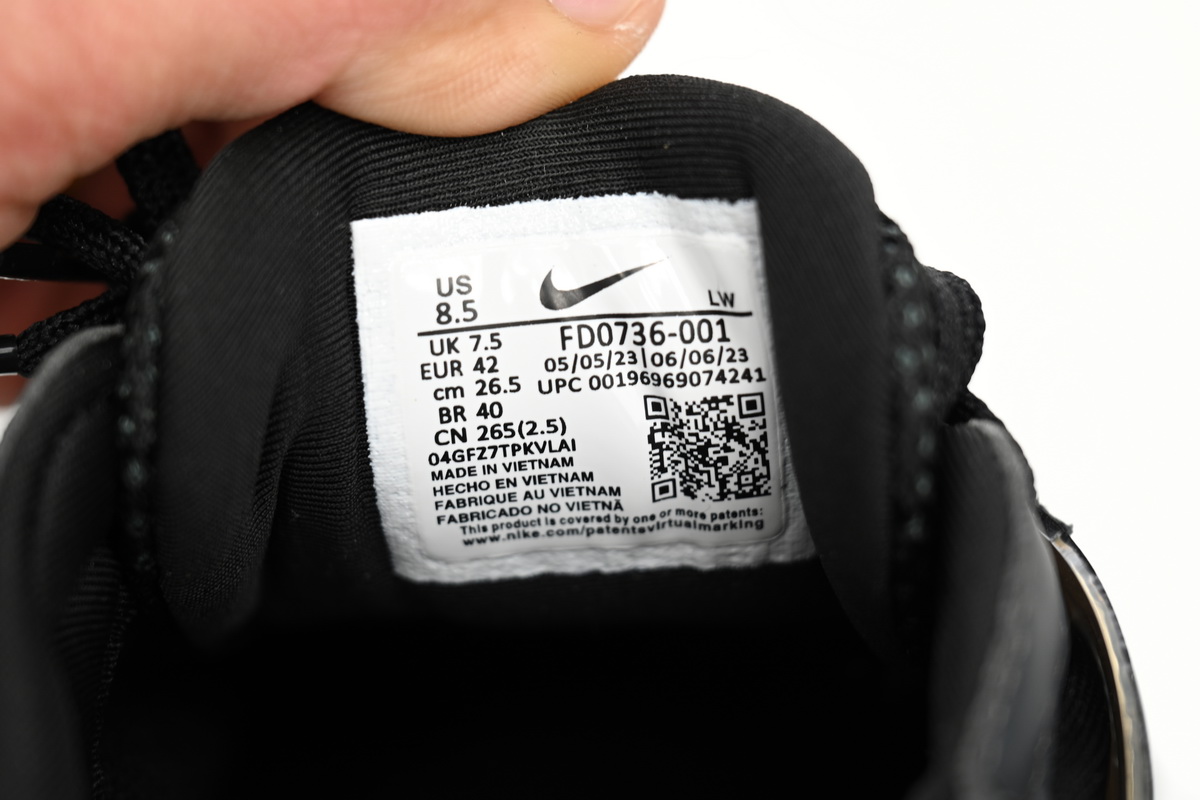 US
8.5
LW
UK 7.5
EUR 42
cm 26.5
BR 40
CN 265(2.5)
FD0736-001
05/05/23|06/06/23
UPC 00196969074241
04GFZ7TPKVLAI
MADE IN VIETNAM
HECHO EN VIETNAM
FABRIQUE AU VIETNAM
FABRICADO NO VIETNÃ
This product is covered by one or more patents:
www.nike.com/patentsvirtualmarking